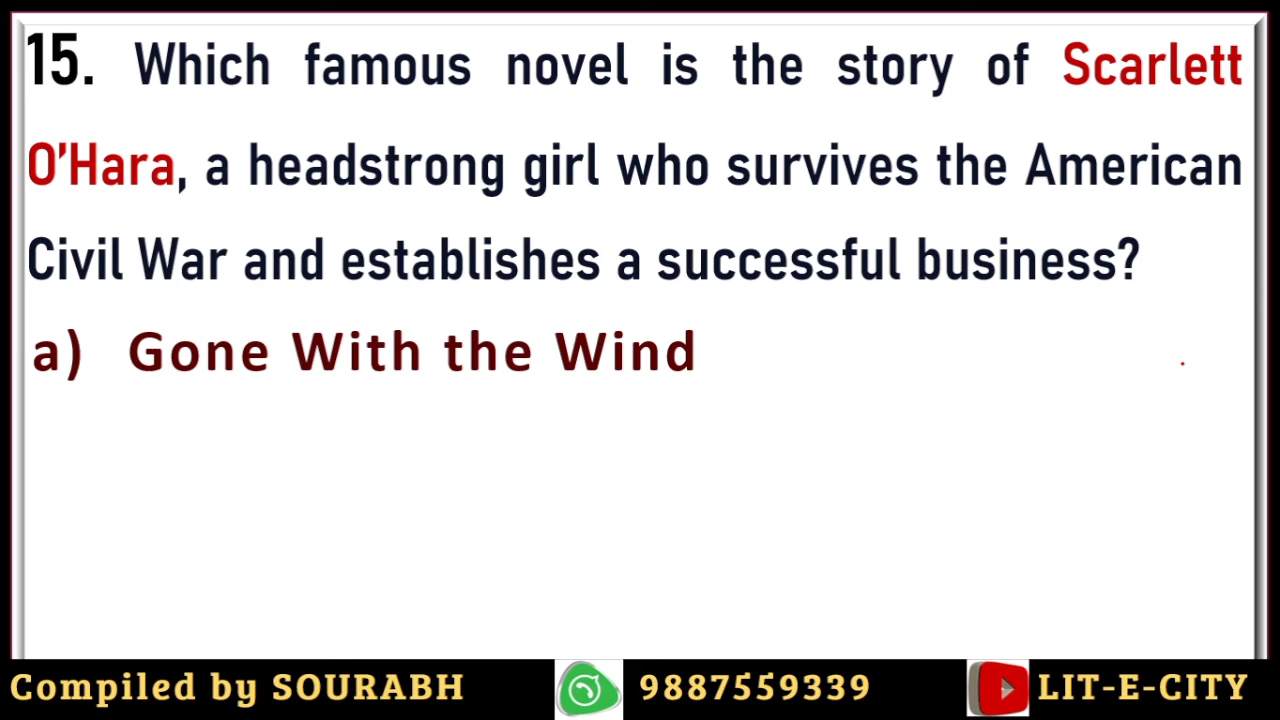 15. Which famous novel is the story of Scarlett
O'Hara, a headstrong girl who survives the American
Civil War and establishes a successful business?
a) Gone With the Wind
Compiled by SOURABH 9887559339 LIT-E-CITY